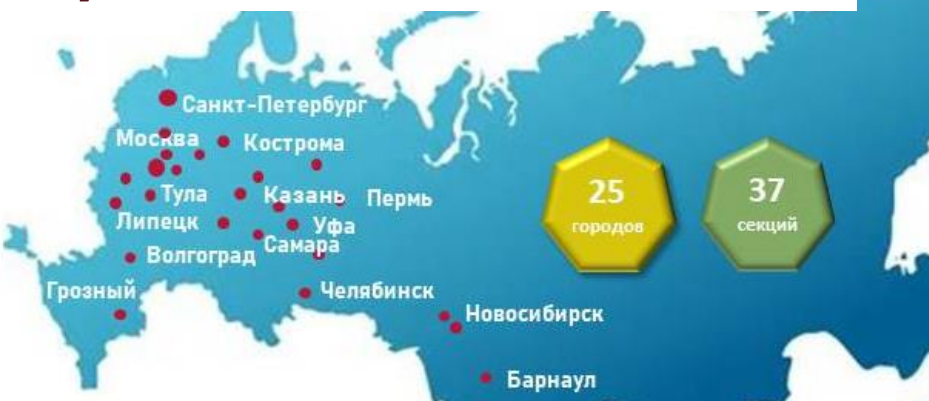 Санкт-Петербург
Москва
Кострома
Тула
Казань
Пермь
Липецк
Уфа
Самара
Волгоград
Грозный
Челябинск
Новосибирск
Барнаул
25
городов
37
секций